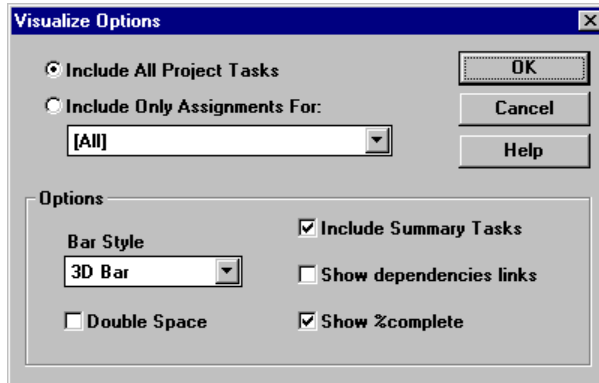 Visualize Options
Include All Project Tasks
OK
Include Only Assignments For:
Cancel
[All]
Help
Options
Include Summary Tasks
Bar Style
3D Bar
Show dependencies links
Double Space
Show %complete